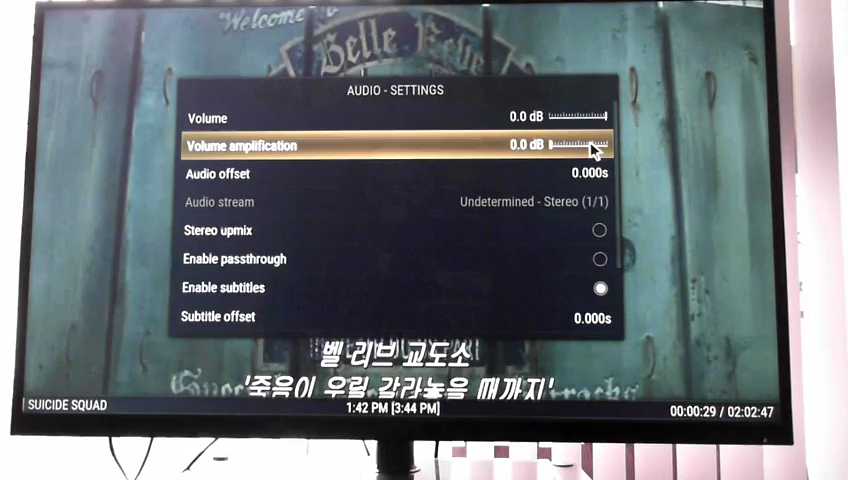 Welcome to
Belle Reve
AUDIO - SETTINGS
Volume 0.0 dB
Volume amplification 0.0 dB
Audio offset 0.000s
Audio stream Undetermined - Stereo (1/1)
Stereo upmix
Enable passthrough
Enable subtitles
Subtitle offset 0.000s
벨 리브 교도소
'죽음이 우릴 갈라놓을 때까지'
SUICIDE SQUAD 1:42 PM [3:44 PM] 00:00:29 / 02:02:47